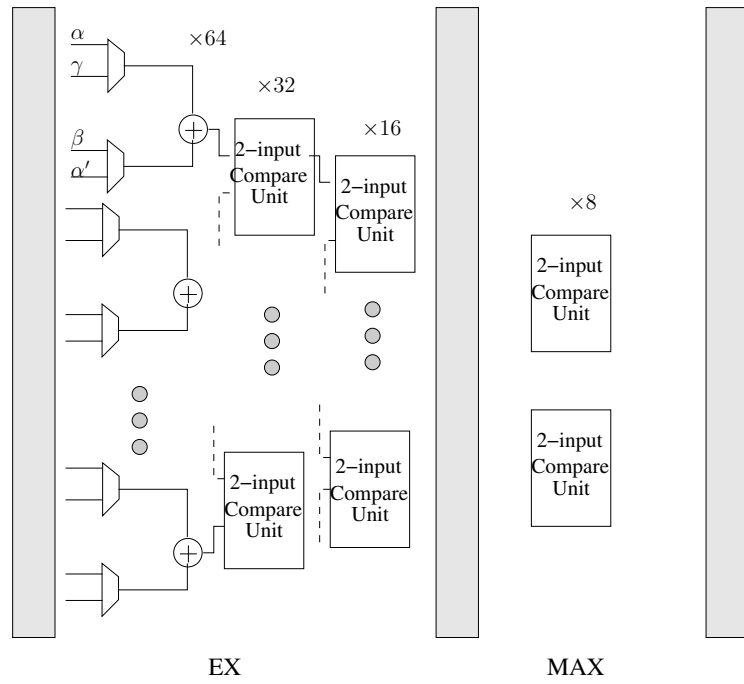 α
×64
γ
×32
×16
β
α′
+
2−input
Compare
Unit
2−input
Compare
Unit
×8
+
2−input
Compare
Unit
2−input
Compare
Unit
2−input
Compare
Unit
2−input
Compare
Unit
+
EX
MAX